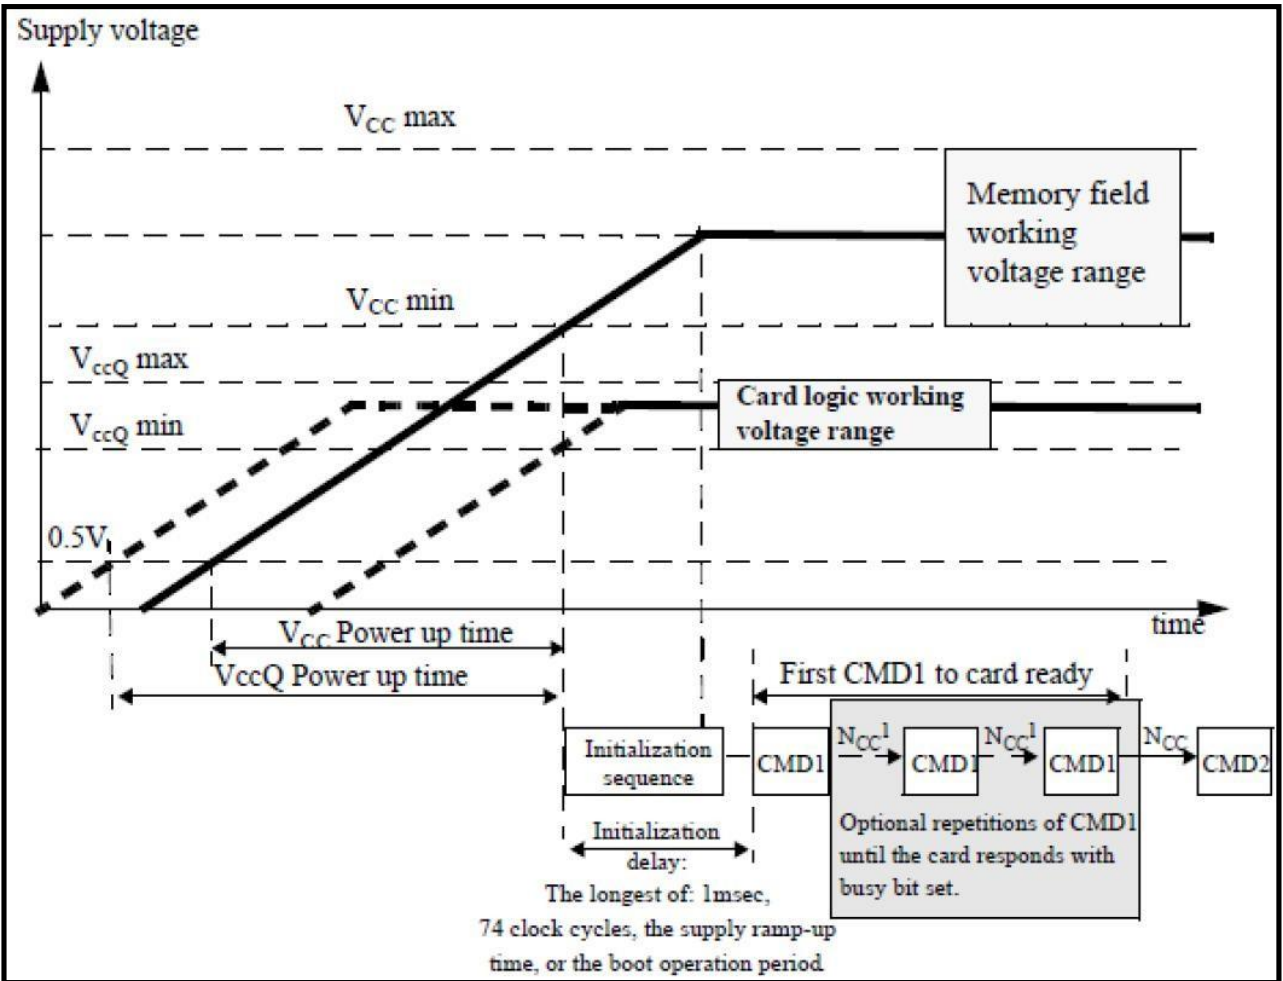 Supply voltage
VCC max
Memory field
working
voltage range
VCC min
VccQ max
Card logic working
voltage range
VccQ min
0.5V
time
VCC Power up time
VccQ Power up time
First CMD1 to card ready
Initialization
sequence
CMD1
NCC1
CMD1
NCC1
CMD1
NCC
CMD2
Initialization
delay:
The longest of: 1msec,
74 clock cycles, the supply ramp-up
time, or the boot operation period
Optional repetitions of CMD1
until the card responds with
busy bit set.